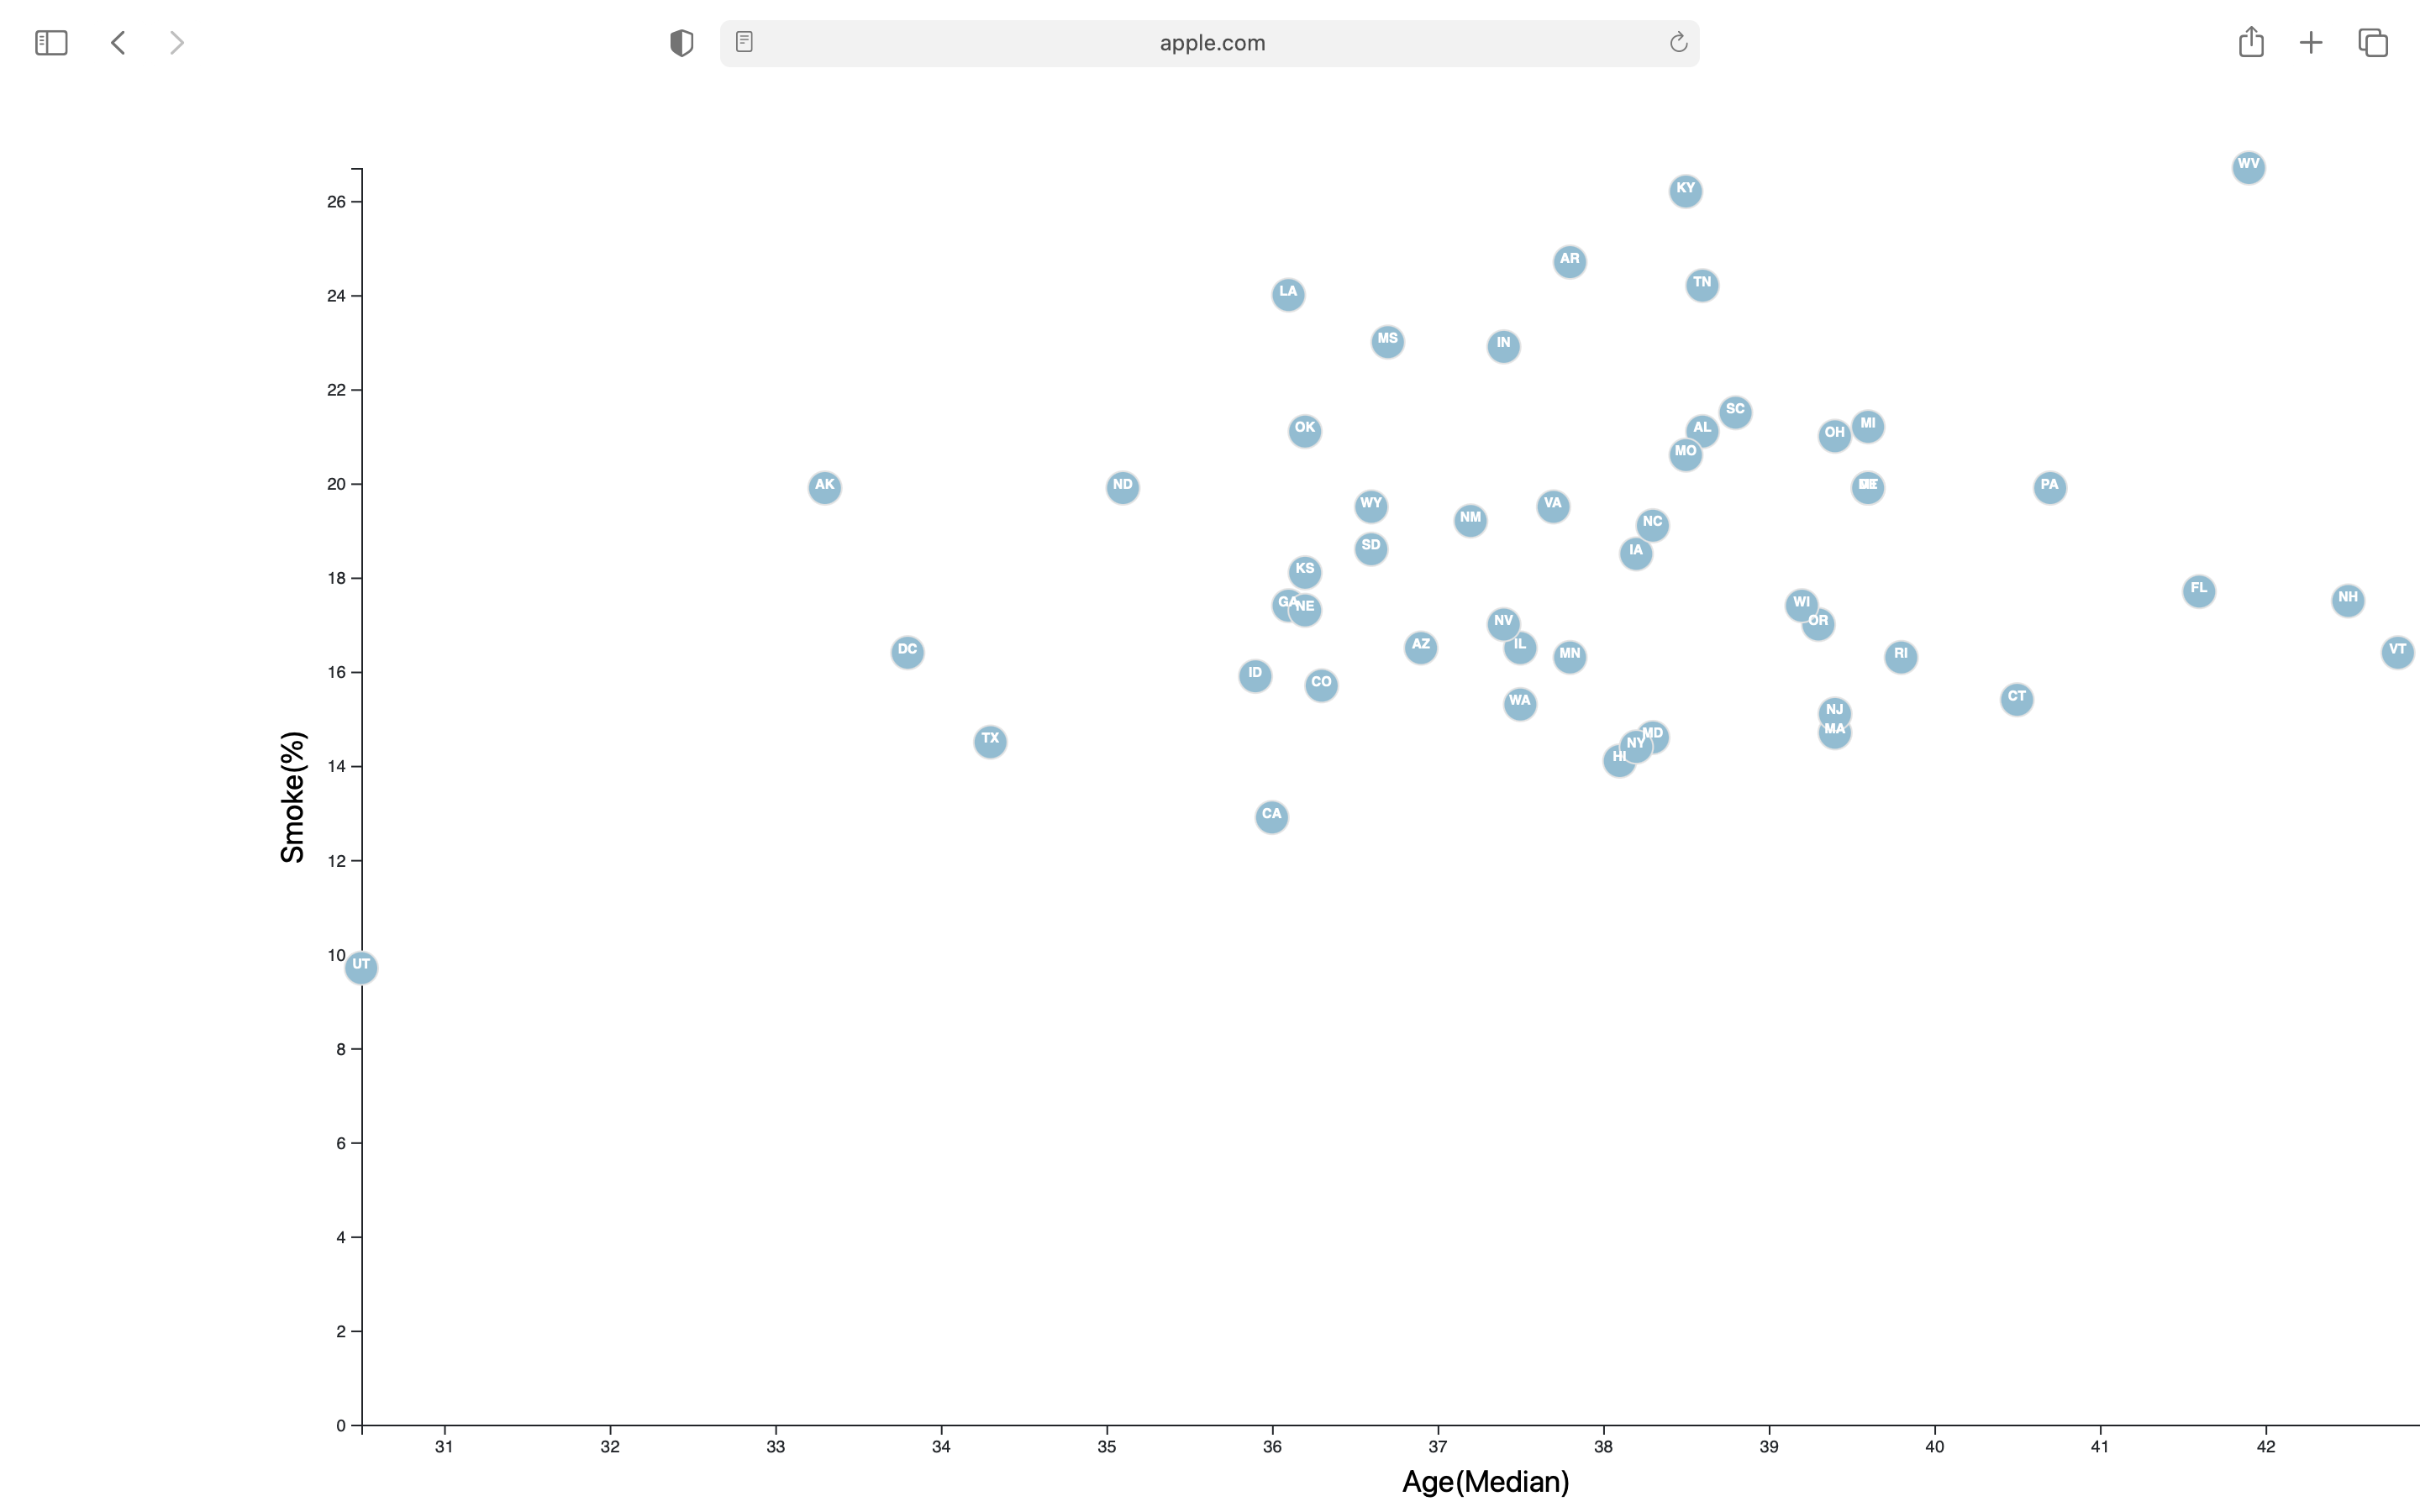 apple.com
WV
26
KY
AR
TN
24
LA
MS
IN
22
SC
OK
AL
OH
MI
MO
20
AK
ND
PA
WY
VA
NM
NC
SD
IA
18
KS
FL
GA
NE
WI
NH
NV
OR
DC
AZ
IL
MN
RI
VT
16
ID
CO
WA
CT
NJ
TX
MA
MD
NY
HI
14
CA
Smoke(%)
12
10
UT
8
6
4
2
0
31 32 33 34 35 36 37 38 39 40 41 42
Age(Median)